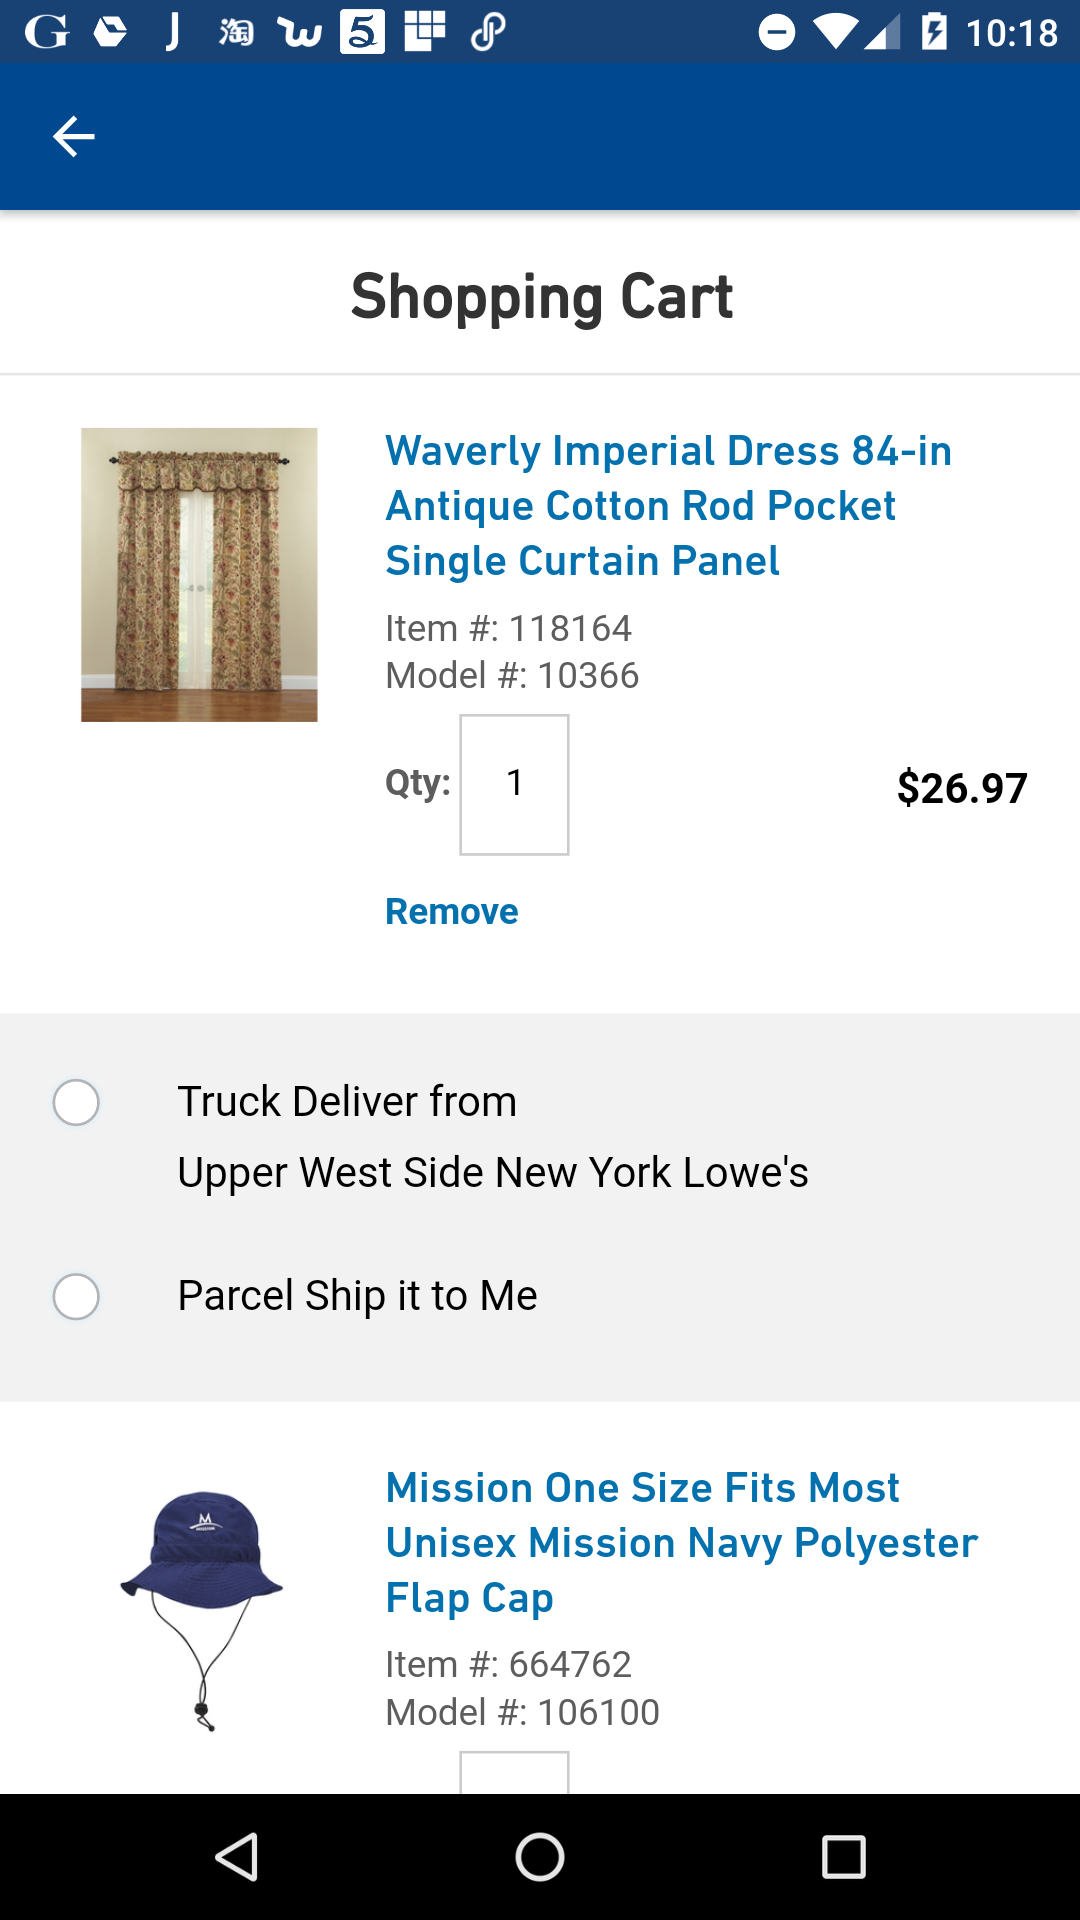 G J 淘 w 5 10:18
Shopping Cart
Waverly Imperial Dress 84-in
Antique Cotton Rod Pocket
Single Curtain Panel
Item #: 118164
Model #: 10366
Qty: 1 $26.97
Remove
Truck Deliver from
Upper West Side New York Lowe's
Parcel Ship it to Me
Mission One Size Fits Most
Unisex Mission Navy Polyester
Flap Cap
Item #: 664762
Model #: 106100